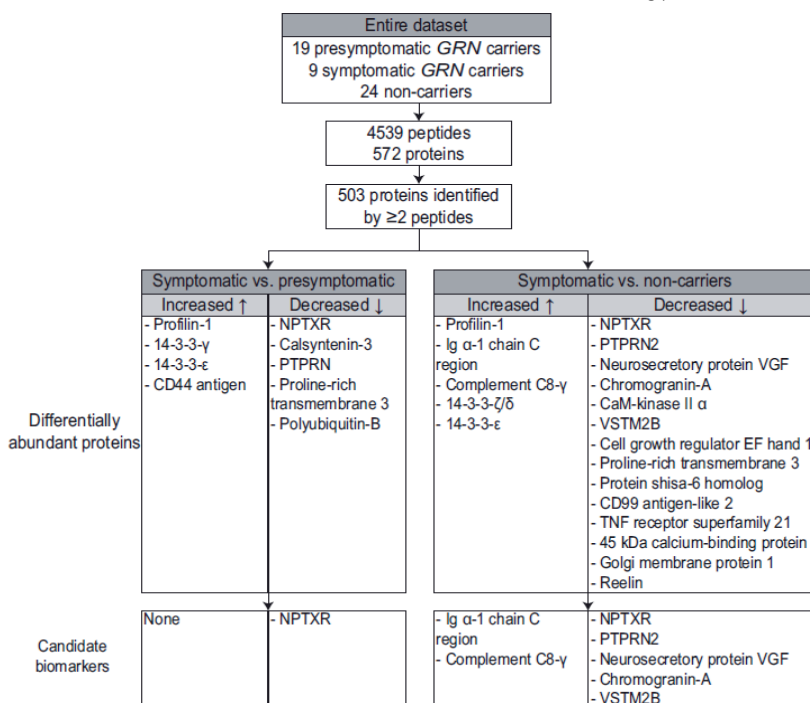 Entire dataset
19 presymptomatic GRN carriers
9 symptomatic GRN carriers
24 non-carriers
4539 peptides
572 proteins
503 proteins identified
by ≥2 peptides
Symptomatic vs. presymptomatic
Increased ↑
Decreased ↓
- Profilin-1
- 14-3-3-γ
- 14-3-3-ε
- CD44 antigen
- NPTXR
- Calsyntenin-3
- PTPRN
- Proline-rich
transmembrane 3
- Polyubiquitin-B
Symptomatic vs. non-carriers
Increased ↑
Decreased ↓
- Profilin-1
- Ig α-1 chain C
region
- Complement C8-γ
- 14-3-3-ζ/δ
- 14-3-3-ε
- NPTXR
- PTPRN2
- Neurosecretory protein VGF
- Chromogranin-A
- CaM-kinase II α
- VSTM2B
- Cell growth regulator EF hand 1
- Proline-rich transmembrane 3
- Protein shisa-6 homolog
- CD99 antigen-like 2
- TNF receptor superfamily 21
- 45 kDa calcium-binding protein
- Golgi membrane protein 1
- Reelin
Differentially
abundant proteins
Candidate
biomarkers
None
- NPTXR
- Ig α-1 chain C
region
- Complement C8-γ
- NPTXR
- PTPRN2
- Neurosecretory protein VGF
- Chromogranin-A
- VSTM2B